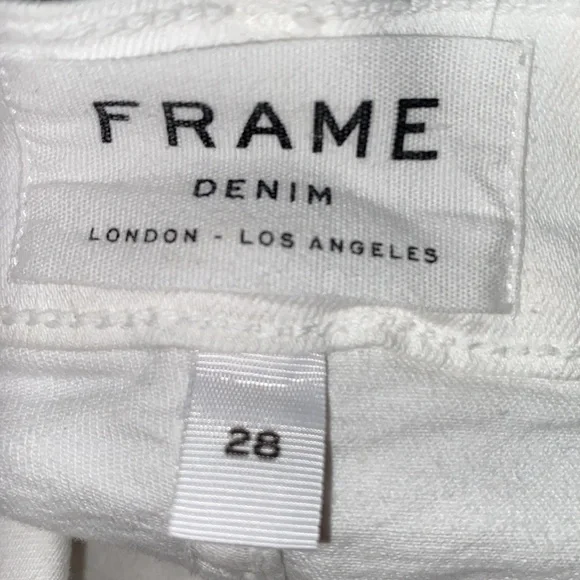 FRAME
DENIM
LONDON - LOS ANGELES
28